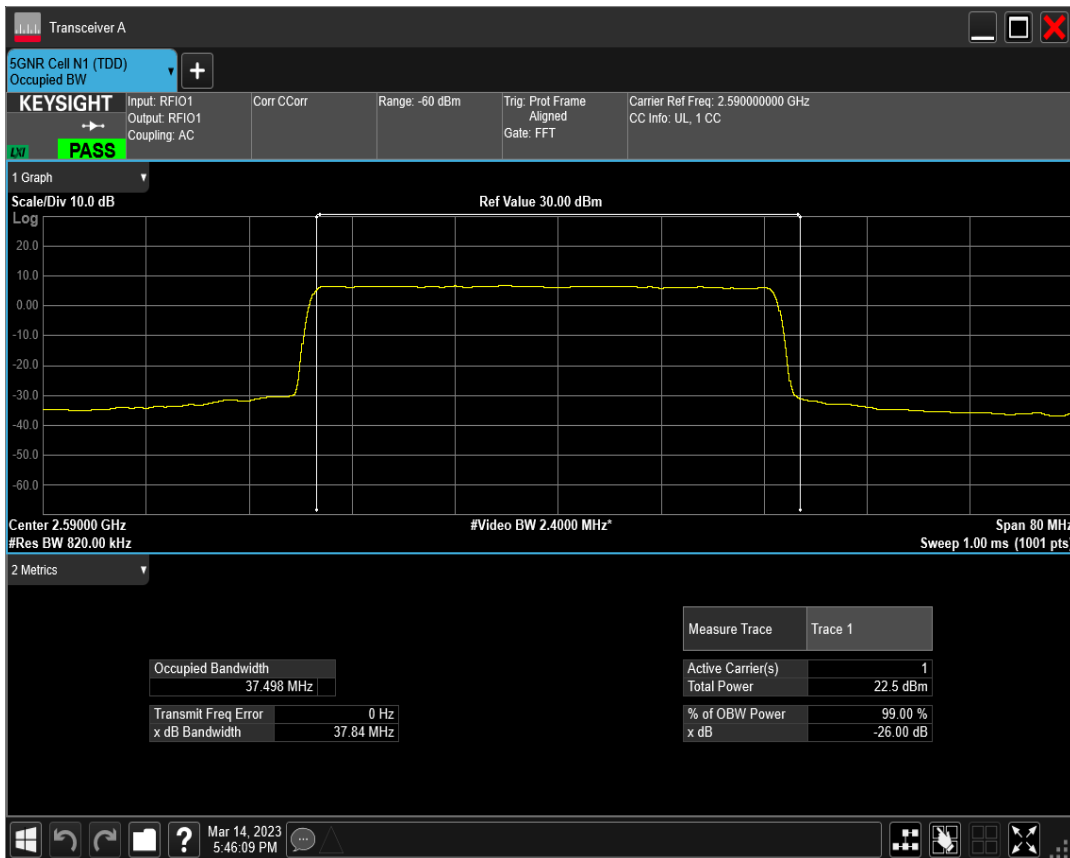 Transceiver A
5GNR Cell N1 (TDD)
Occupied BW
KEYSIGHT
LXI
PASS
Input: RFIO1
Output: RFIO1
Coupling: AC
Corr CCorr
Range: -60 dBm
Trig: Prot Frame
Aligned
Gate: FFT
Carrier Ref Freq: 2.590000000 GHz
CC Info: UL, 1 CC
1 Graph
Scale/Div 10.0 dB
Ref Value 30.00 dBm
Log
20.0
10.0
0.00
-10.0
-20.0
-30.0
-40.0
-50.0
-60.0
Center 2.59000 GHz
#Video BW 2.4000 MHz*
Span 80 MHz
#Res BW 820.00 kHz
Sweep 1.00 ms (1001 pts)
2 Metrics
Measure Trace Trace 1
Occupied Bandwidth
37.498 MHz
Transmit Freq Error 0 Hz
x dB Bandwidth 37.84 MHz
Active Carrier(s) 1
Total Power 22.5 dBm
% of OBW Power 99.00 %
x dB -26.00 dB
?
Mar 14, 2023
5:46:09 PM